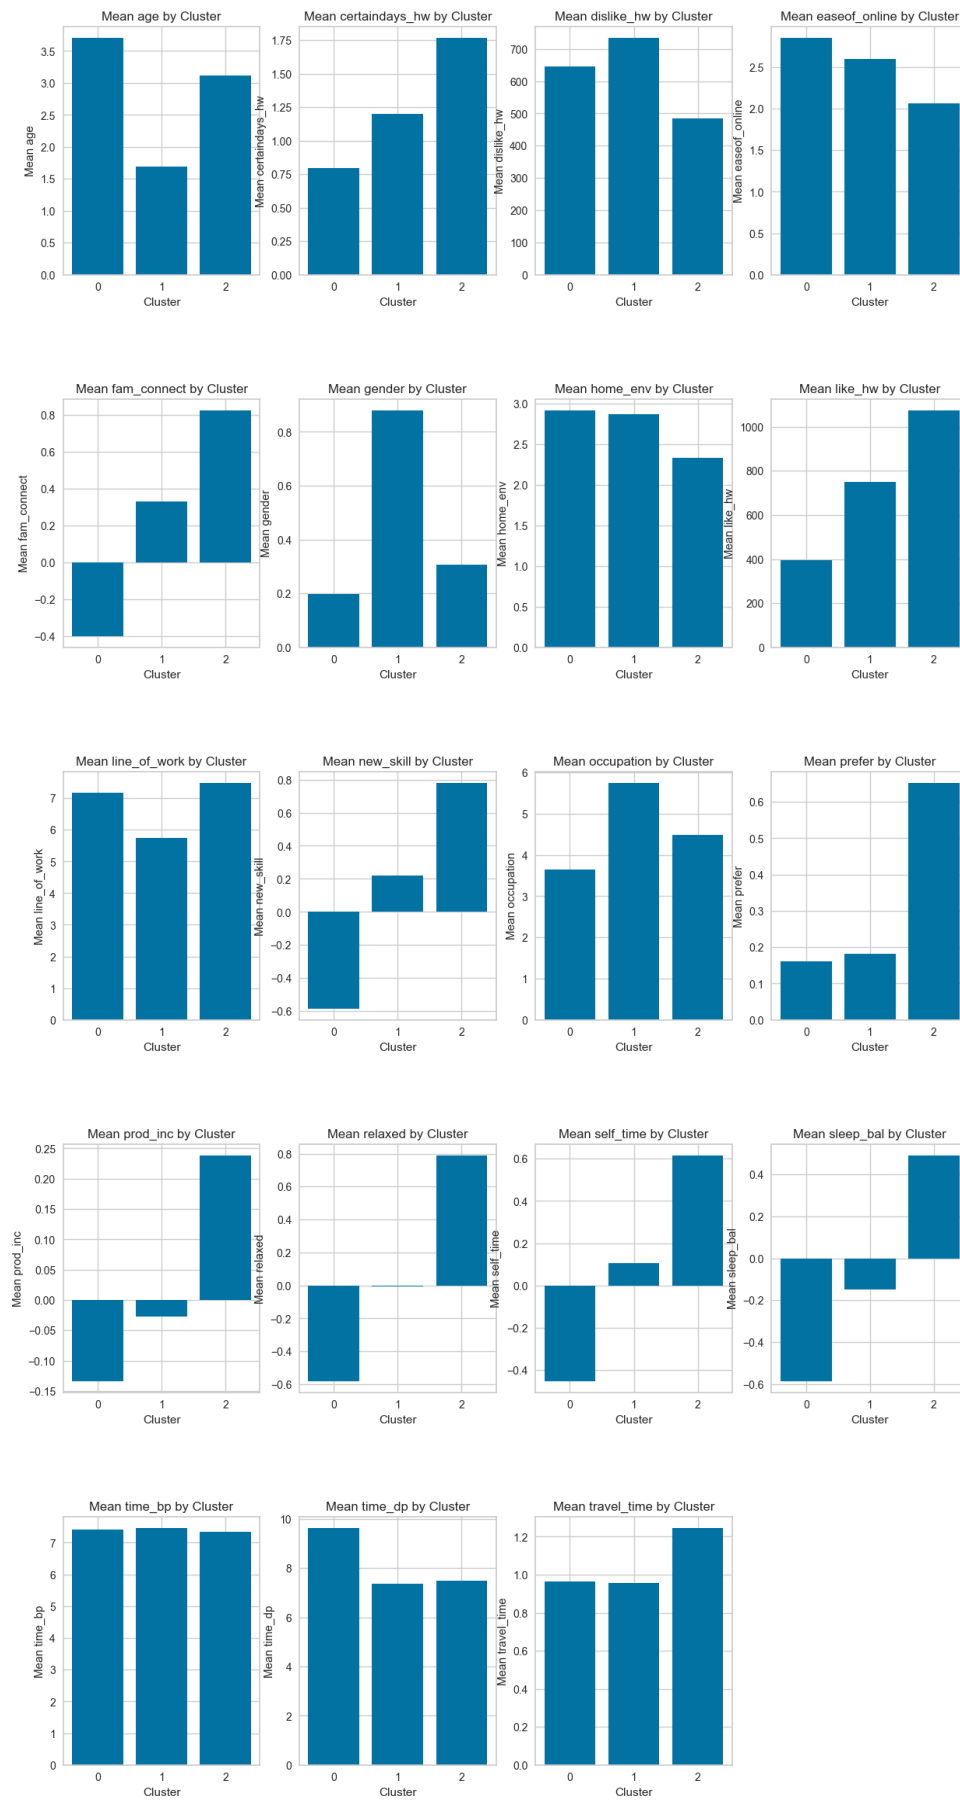 Mean age by Cluster
Mean certaindays_hw by Cluster
Mean dislike_hw by Cluster
Mean easeof_online by Cluster
Mean age
3.5
3.0
2.5
2.0
1.5
1.0
0.5
0.0
0 1 2
Cluster
Mean certaindays_hw
1.75
1.50
1.25
1.00
0.75
0.50
0.25
0.00
0 1 2
Cluster
Mean dislike_hw
700
600
500
400
300
200
100
0
0 1 2
Cluster
Mean easeof_online
2.5
2.0
1.5
1.0
0.5
0.0
0 1 2
Cluster
Mean fam_connect by Cluster
Mean gender by Cluster
Mean home_env by Cluster
Mean like_hw by Cluster
Mean fam_connect
0.8
0.6
0.4
0.2
0.0
−0.2
−0.4
0 1 2
Cluster
Mean gender
0.8
0.6
0.4
0.2
0.0
0 1 2
Cluster
Mean home_env
3.0
2.5
2.0
1.5
1.0
0.5
0.0
0 1 2
Cluster
Mean like_hw
1000
800
600
400
200
0
0 1 2
Cluster
Mean line_of_work by Cluster
Mean new_skill by Cluster
Mean occupation by Cluster
Mean prefer by Cluster
Mean line_of_work
7
6
5
4
3
2
1
0
0 1 2
Cluster
Mean new_skill
0.8
0.6
0.4
0.2
0.0
−0.2
−0.4
−0.6
0 1 2
Cluster
Mean occupation
6
5
4
3
2
1
0
0 1 2
Cluster
Mean prefer
0.6
0.5
0.4
0.3
0.2
0.1
0.0
0 1 2
Cluster
Mean prod_inc by Cluster
Mean relaxed by Cluster
Mean self_time by Cluster
Mean sleep_bal by Cluster
Mean prod_inc
0.25
0.20
0.15
0.10
0.05
0.00
−0.05
−0.10
−0.15
0 1 2
Cluster
Mean relaxed
0.8
0.6
0.4
0.2
0.0
−0.2
−0.4
−0.6
0 1 2
Cluster
Mean self_time
0.6
0.4
0.2
0.0
−0.2
−0.4
0 1 2
Cluster
Mean sleep_bal
0.4
0.2
0.0
−0.2
−0.4
−0.6
0 1 2
Cluster
Mean time_bp by Cluster
Mean time_dp by Cluster
Mean travel_time by Cluster
Mean time_bp
7
6
5
4
3
2
1
0
0 1 2
Cluster
Mean time_dp
10
8
6
4
2
0
0 1 2
Cluster
Mean travel_time
1.2
1.0
0.8
0.6
0.4
0.2
0.0
0 1 2
Cluster